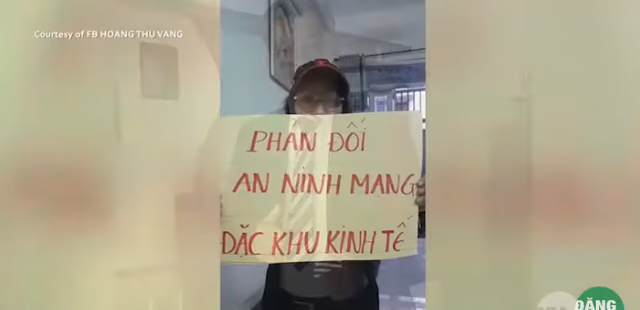 Courtesy of FB HOANG THU VANG
PHẢN ĐỐI
AN NINH MẠNG
ĐẶC KHU KINH TẾ
ĐĂNG